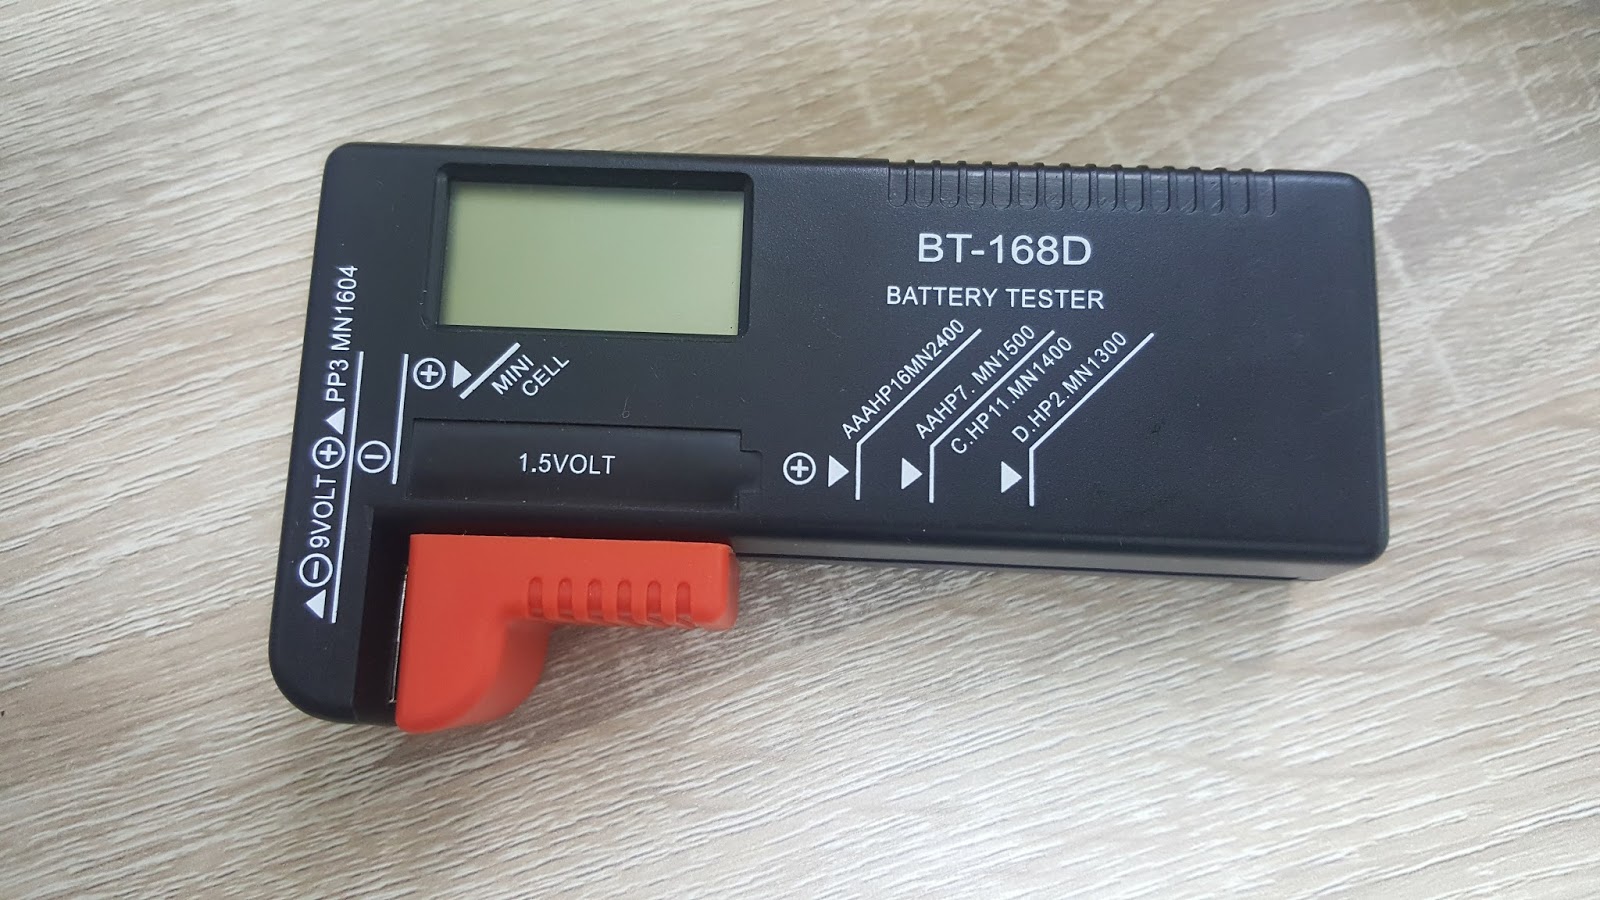 BT-168D
BATTERY TESTER
AAAHP16MN2400
AAHP7. MN1500
C.HP11.MN1400
D.HP2.MN1300
MINI
CELL
1.5VOLT
9VOLT
PP3 MN1604